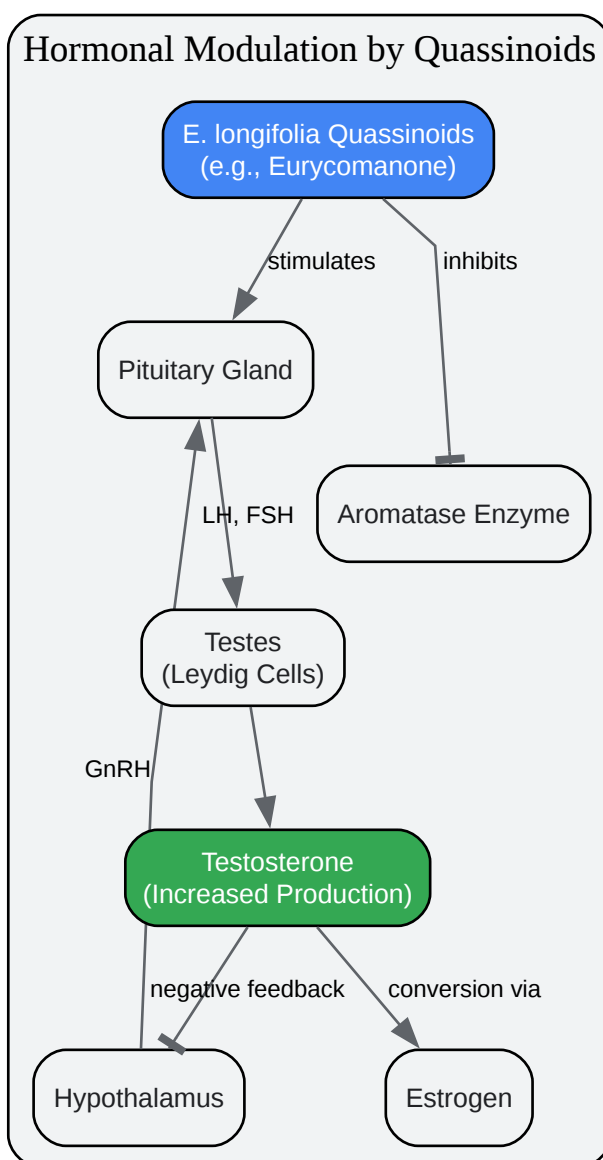 Hormonal Modulation by Quassinoids
E. longifolia Quassinoids
(e.g., Eurycomanone)
stimulates
inhibits
Pituitary Gland
LH, FSH
Aromatase Enzyme
Testes
(Leydig Cells)
GnRH
Testosterone
(Increased Production)
negative feedback
conversion via
Hypothalamus
Estrogen